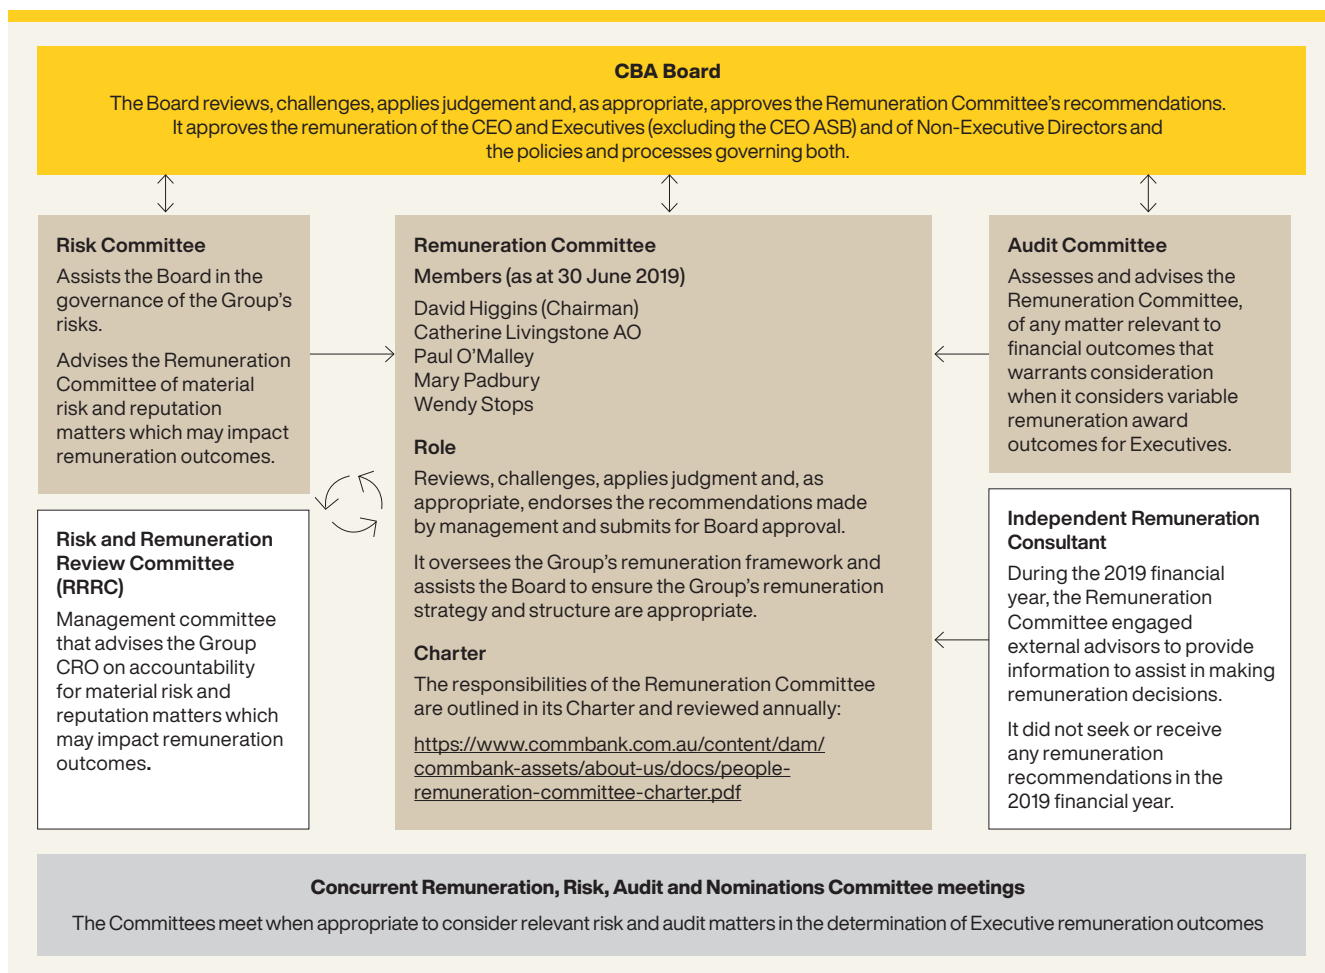 CBA Board
The Board reviews, challenges, applies judgement and, as appropriate, approves the Remuneration Committee's recommendations.
It approves the remuneration of the CEO and Executives (excluding the CEO ASB) and of Non-Executive Directors and
the policies and processes governing both.
Risk Committee
Assists the Board in the
governance of the Group's
risks.
Advises the Remuneration
Committee of material
risk and reputation
matters which may impact
remuneration outcomes.
Risk and Remuneration
Review Committee
(RRRC)
Management committee
that advises the Group
CRO on accountability
for material risk and
reputation matters which
may impact remuneration
outcomes.
Remuneration Committee
Members (as at 30 June 2019)
David Higgins (Chairman)
Catherine Livingstone AO
Paul O'Malley
Mary Padbury
Wendy Stops
Role
Reviews, challenges, applies judgment and, as
appropriate, endorses the recommendations made
by management and submits for Board approval.
It oversees the Group's remuneration framework and
assists the Board to ensure the Group's remuneration
strategy and structure are appropriate.
Charter
The responsibilities of the Remuneration Committee
are outlined in its Charter and reviewed annually:
https://www.commbank.com.au/content/dam/
commbank-assets/about-us/docs/people-
remuneration-committee-charter.pdf
Audit Committee
Assesses and advises the
Remuneration Committee,
of any matter relevant to
financial outcomes that
warrants consideration
when it considers variable
remuneration award
outcomes for Executives.
Independent Remuneration
Consultant
During the 2019 financial
year, the Remuneration
Committee engaged
external advisors to provide
information to assist in making
remuneration decisions.
It did not seek or receive
any remuneration
recommendations in the
2019 financial year.
Concurrent Remuneration, Risk, Audit and Nominations Committee meetings
The Committees meet when appropriate to consider relevant risk and audit matters in the determination of Executive remuneration outcomes